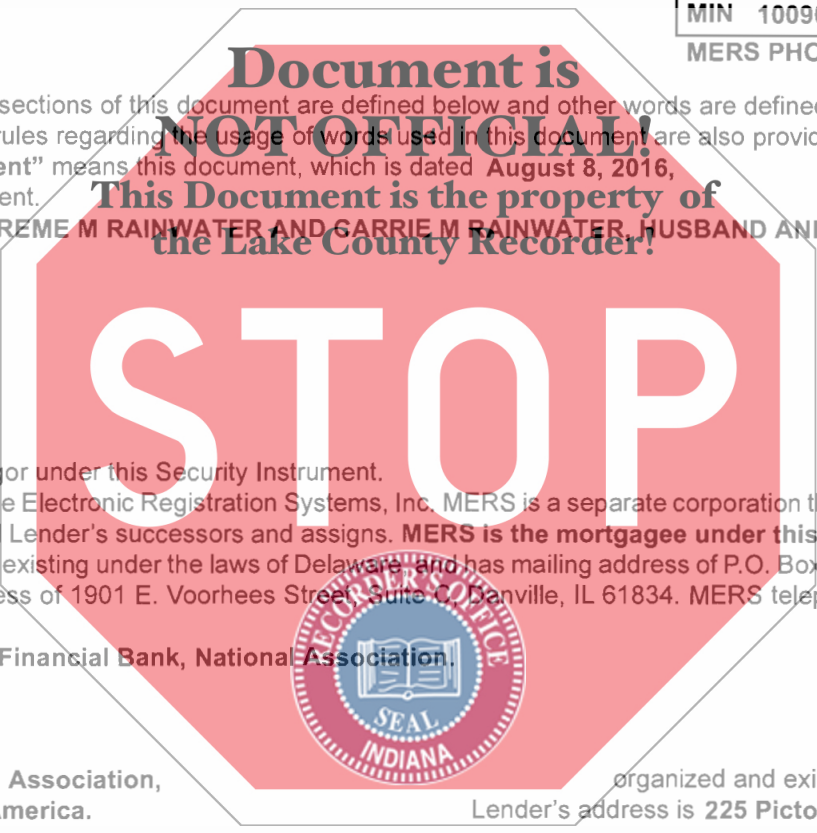 MIN 1009
MERS PHO
Document is
sections of this document are defined below and other words are define
rules regarding the usage of words used in this document are also provi
NOT OFFICIAL!
ent" means this document, which is dated August 8, 2016,
ent.
This Document is the property of
REME M RAINWATER AND CARRIE M RAINWATER, HUSBAND AN
the Lake County Recorder!
STOP
gor under this Security Instrument.
e Electronic Registration Systems, Inc. MERS is a separate corporation t
Lender's successors and assigns. MERS is the mortgagee under this
existing under the laws of Delaware, and has mailing address of P.O. Box
ess of 1901 E. Voorhees Street, Suite C, Danville, IL 61834. MERS tele
Financial Bank, National Association.
RECORDER'S OFFICE
SEAL
INDIANA
Association,
organized and exi
merica.
Lender's address is 225 Picto